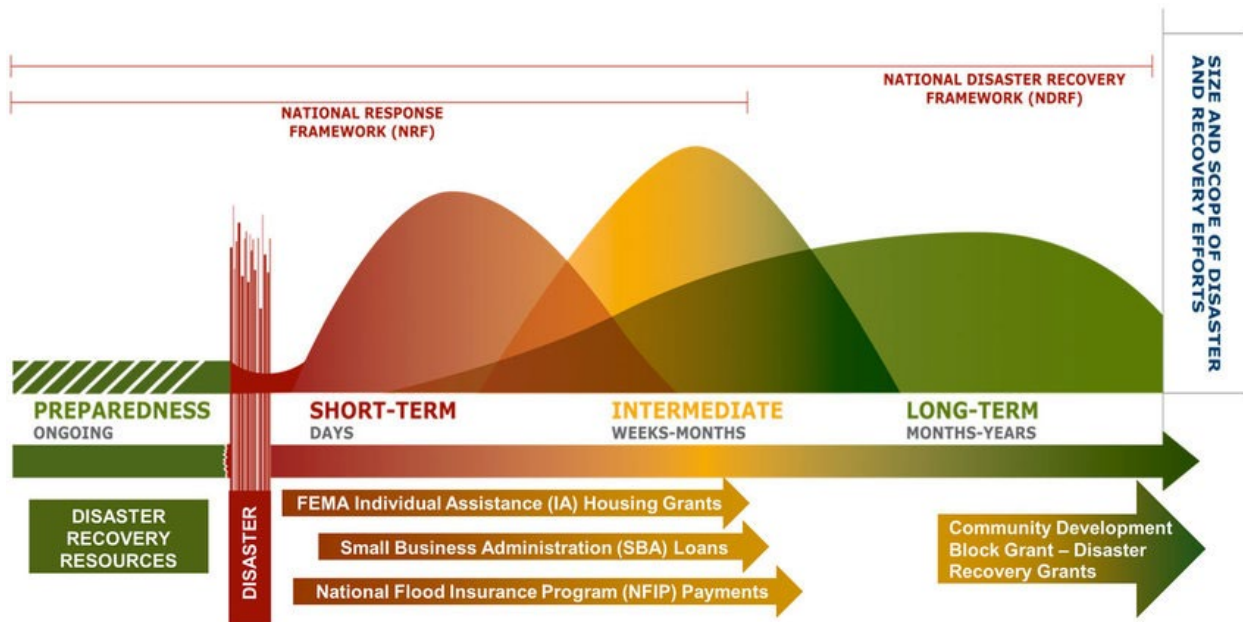 NATIONAL DISASTER RECOVERY
FRAMEWORK (NDRF)
NATIONAL RESPONSE
FRAMEWORK (NRF)
SIZE AND SCOPE OF DISASTER
AND RECOVERY EFFORTS
PREPAREDNESS
ONGOING
SHORT-TERM
DAYS
INTERMEDIATE
WEEKS-MONTHS
LONG-TERM
MONTHS-YEARS
DISASTER
RECOVERY
RESOURCES
DISASTER
FEMA Individual Assistance (IA) Housing Grants
Small Business Administration (SBA) Loans
National Flood Insurance Program (NFIP) Payments
Community Development
Block Grant – Disaster
Recovery Grants